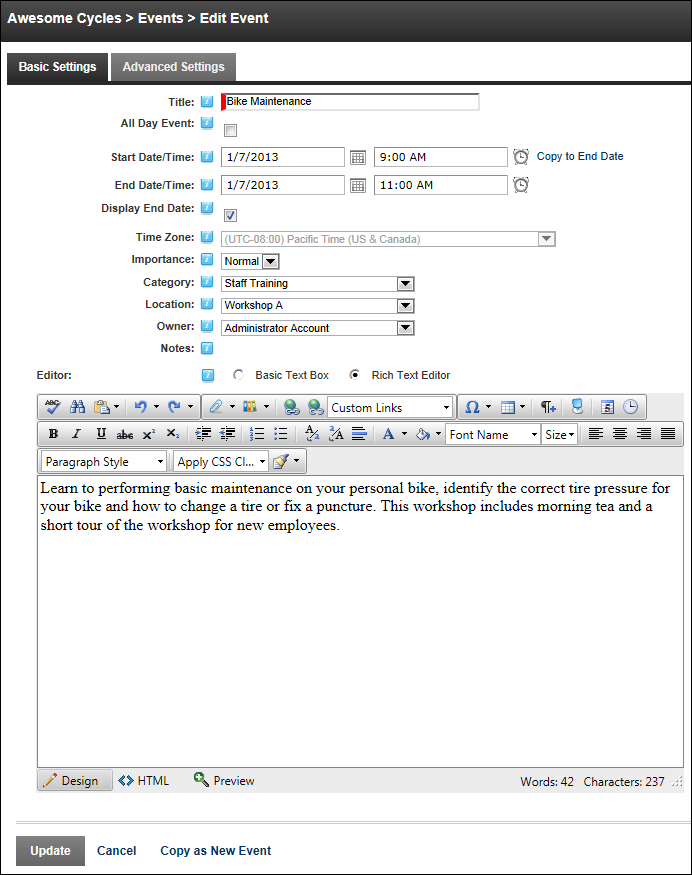 Awesome Cycles > Events > Edit Event
Basic Settings Advanced Settings
Title: Bike Maintenance
All Day Event:
Start Date/Time: 1/7/2013 9:00 AM Copy to End Date
End Date/Time: 1/7/2013 11:00 AM
Display End Date:
Time Zone: (UTC-08:00) Pacific Time (US & Canada)
Importance: Normal
Category: Staff Training
Location: Workshop A
Owner: Administrator Account
Notes:
Editor: Basic Text Box Rich Text Editor
ABC Custom Links Ω
B I U abc x² X₂ A Font Name Size
Paragraph Style Apply CSS Cl...
Learn to performing basic maintenance on your personal bike, identify the correct tire pressure for
your bike and how to change a tire or fix a puncture. This workshop includes morning tea and a
short tour of the workshop for new employees.
Design HTML Preview Words: 42 Characters: 237
Update Cancel Copy as New Event